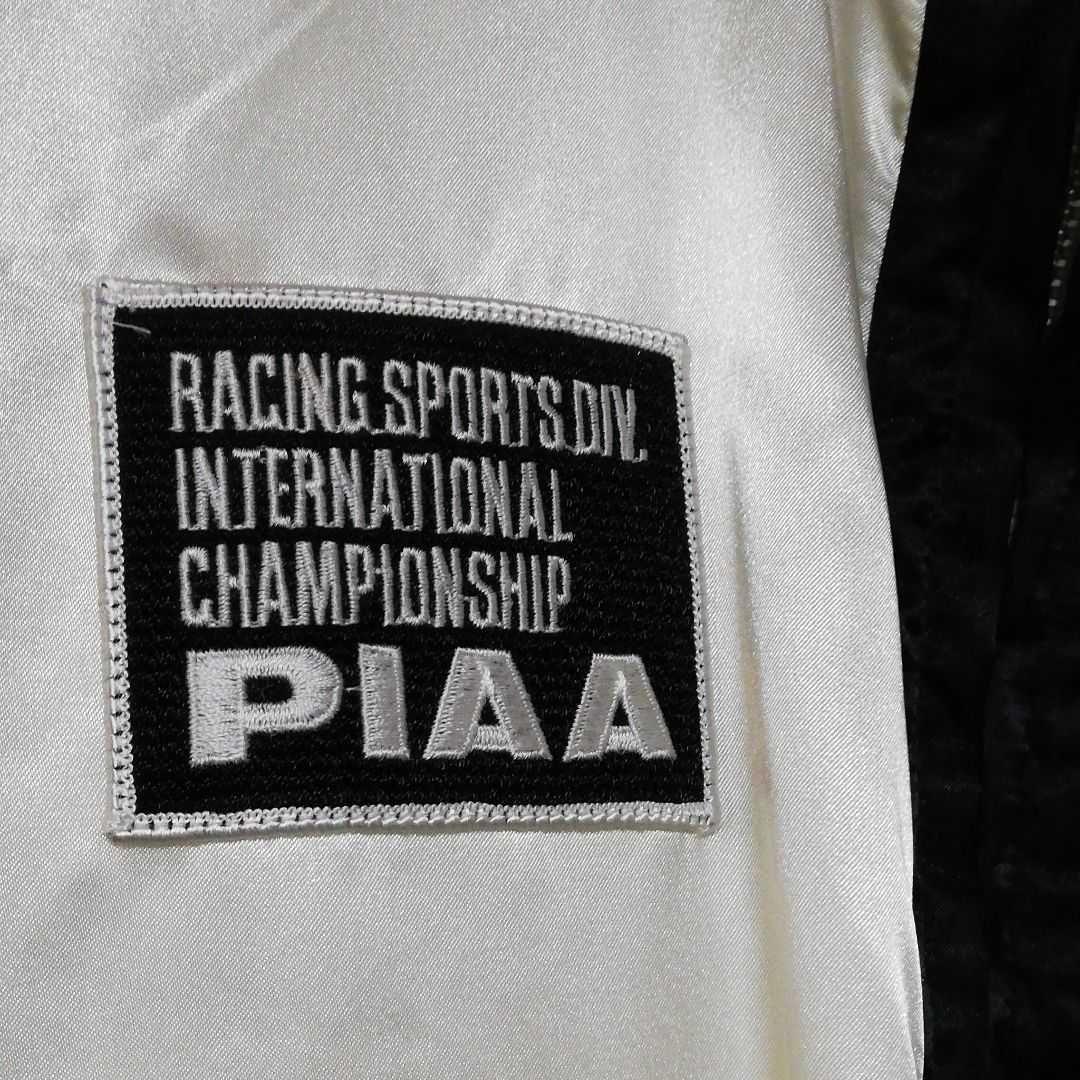 RACING SPORTS DIV.
INTERNATIONAL
CHAMPIONSHIP
PIAA